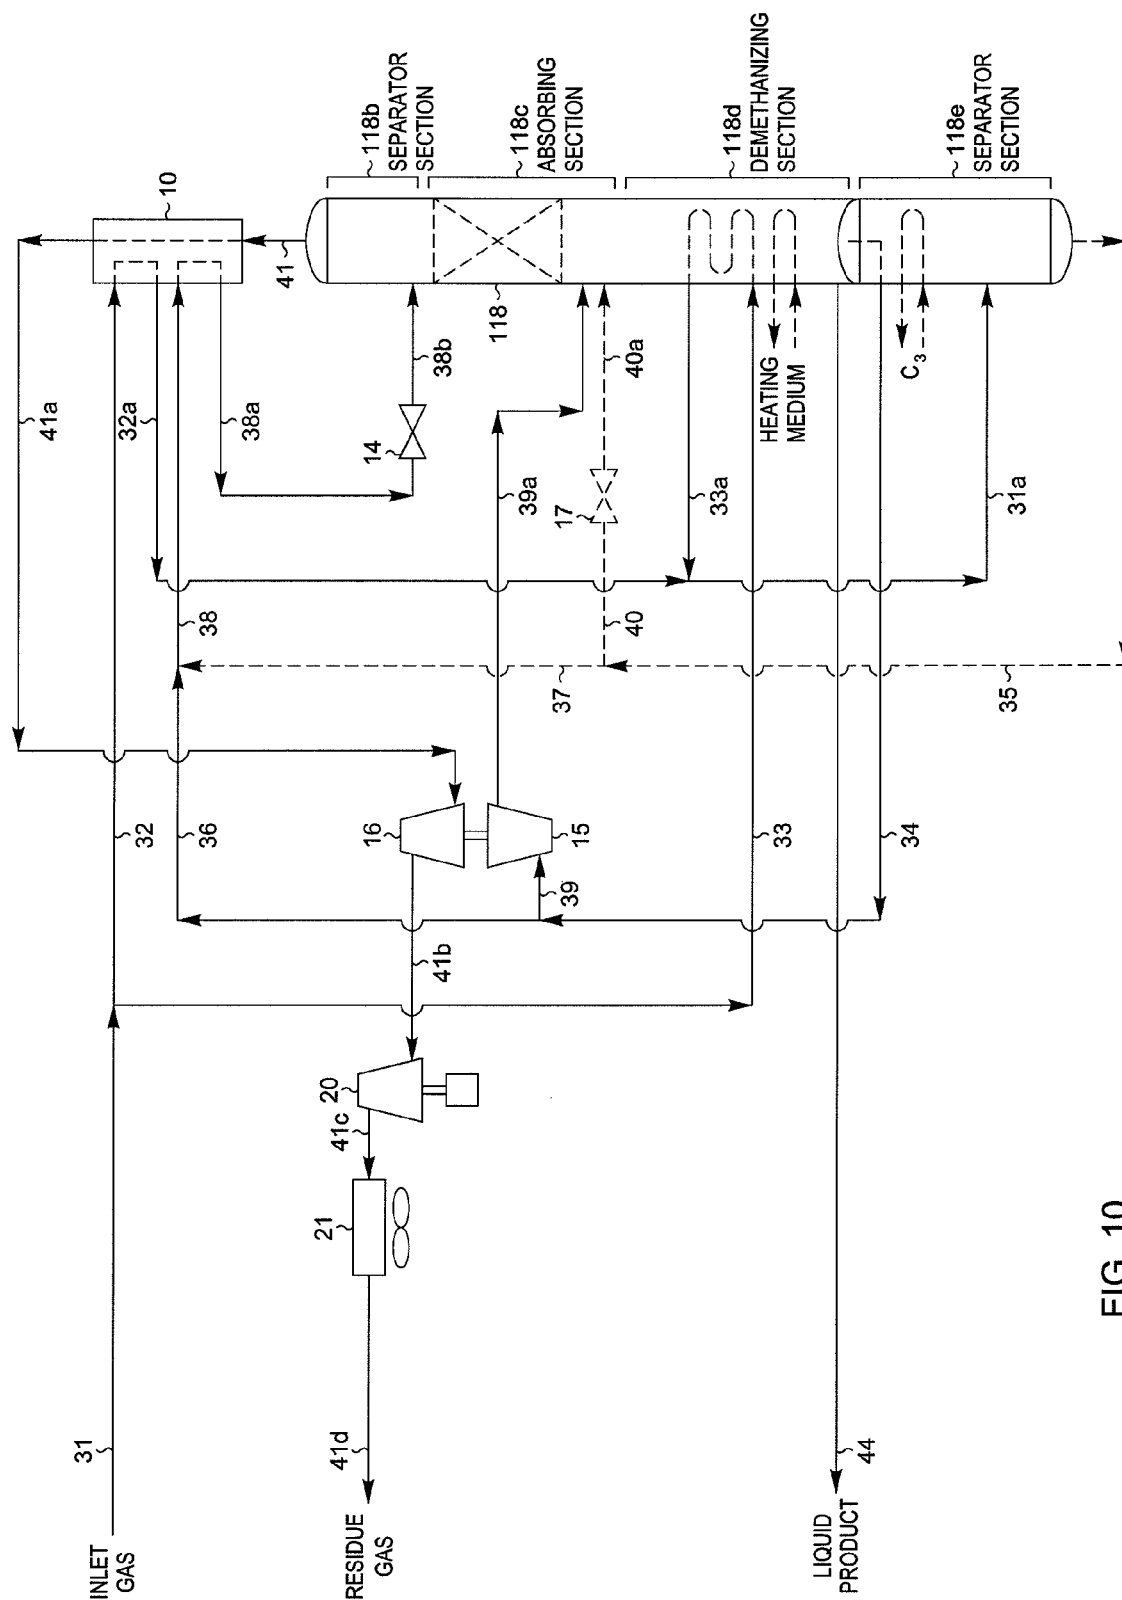 10
118b
SEPARATOR
SECTION
118c
ABSORBING
SECTION
118d
DEMETHANIZING
SECTION
118e
SEPARATOR
SECTION
41
118
41a
32a
38a
14
38b
39a
40a
17
33a
HEATING
MEDIUM
C3
31a
38
40
37
35
32
36
16
15
39
33
34
41b
20
41c
21
31
41d
44
INLET
GAS
RESIDUE
GAS
LIQUID
PRODUCT
FIG. 10